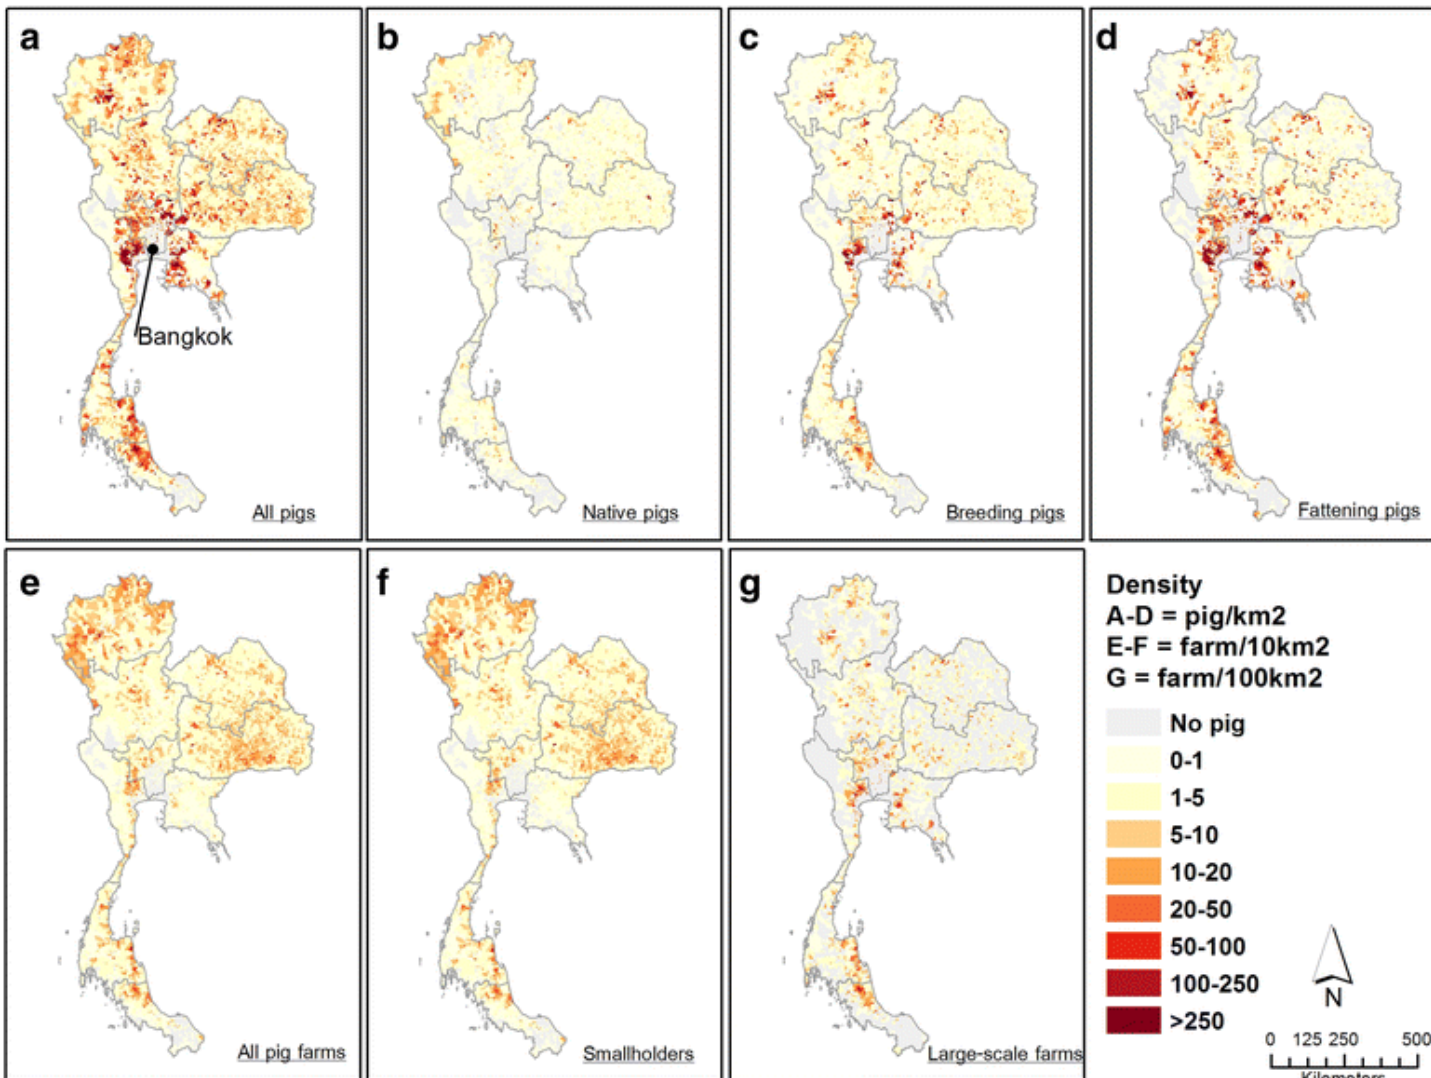 a
b
c
d
Bangkok
All pigs
Native pigs
Breeding pigs
Fattening pigs
e
f
g
All pig farms
Smallholders
Large-scale farms
Density
A-D = pig/km2
E-F = farm/10km2
G = farm/100km2
No pig
0-1
1-5
5-10
10-20
20-50
50-100
100-250
>250
N
0 125 250 500
Kilometers